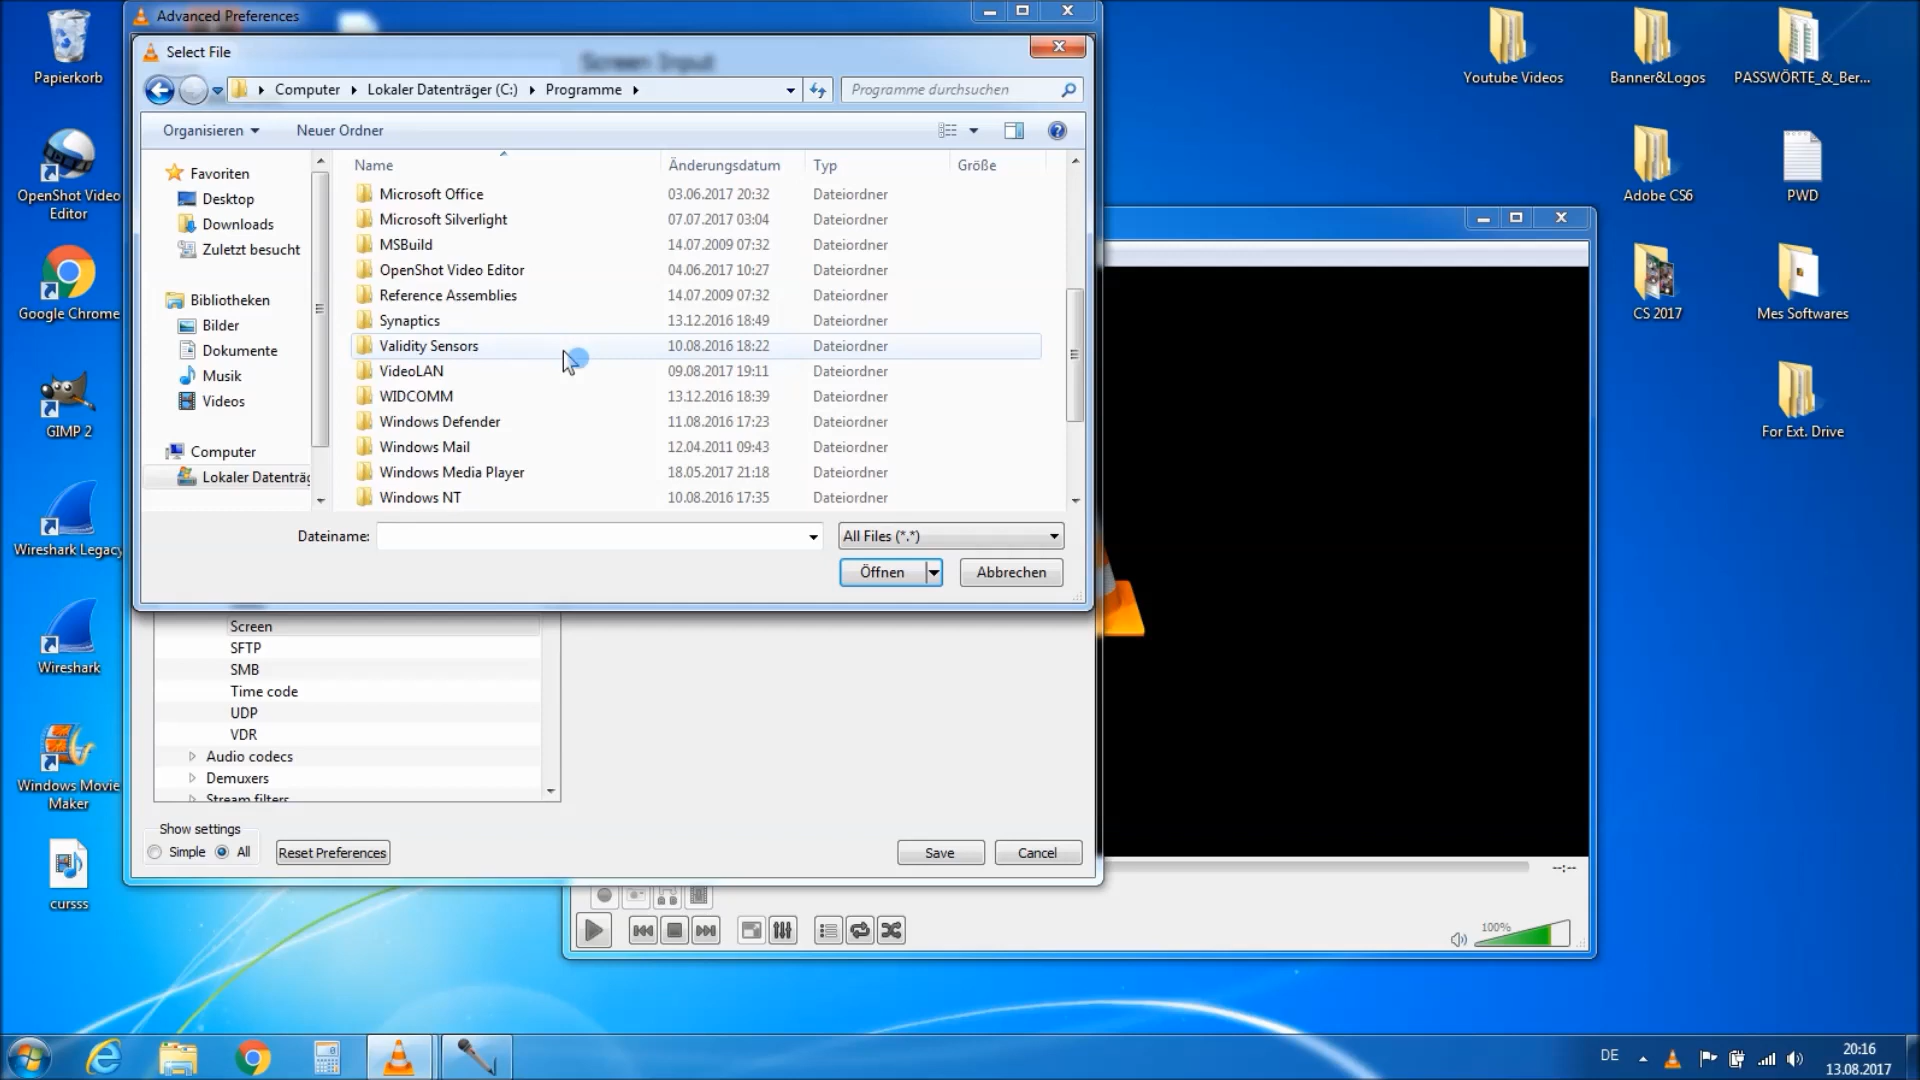 Advanced Preferences
Select File
Screen Input
Computer
Lokaler Datenträger (C:)
Programme
Programme durchsuchen
Organisieren
Neuer Ordner
Favoriten
Desktop
Downloads
Zuletzt besucht
Bibliotheken
Bilder
Dokumente
Musik
Videos
Computer
Lokaler Datenträg
Name
Änderungsdatum
Typ
Größe
Microsoft Office 03.06.2017 20:32 Dateiordner
Microsoft Silverlight 07.07.2017 03:04 Dateiordner
MSBuild 14.07.2009 07:32 Dateiordner
OpenShot Video Editor 04.06.2017 10:27 Dateiordner
Reference Assemblies 14.07.2009 07:32 Dateiordner
Synaptics 13.12.2016 18:49 Dateiordner
Validity Sensors 10.08.2016 18:22 Dateiordner
VideoLAN 09.08.2017 19:11 Dateiordner
WIDCOMM 13.12.2016 18:39 Dateiordner
Windows Defender 11.08.2016 17:23 Dateiordner
Windows Mail 12.04.2011 09:43 Dateiordner
Windows Media Player 18.05.2017 21:18 Dateiordner
Windows NT 10.08.2016 17:35 Dateiordner
Dateiname:
All Files (*.*)
Öffnen
Abbrechen
Screen
SFTP
SMB
Time code
UDP
VDR
Audio codecs
Demuxers
Stream filters
Show settings
Simple
All
Reset Preferences
Save
Cancel
--:--
100%
Papierkorb
OpenShot Video
Editor
Google Chrome
GIMP 2
Wireshark Legacy
Wireshark
Windows Movie
Maker
cursss
Youtube Videos
Banner&Logos
PASSWÖRTE_&_Ber...
Adobe CS6
PWD
CS 2017
Mes Softwares
For Ext. Drive
DE
20:16
13.08.2017